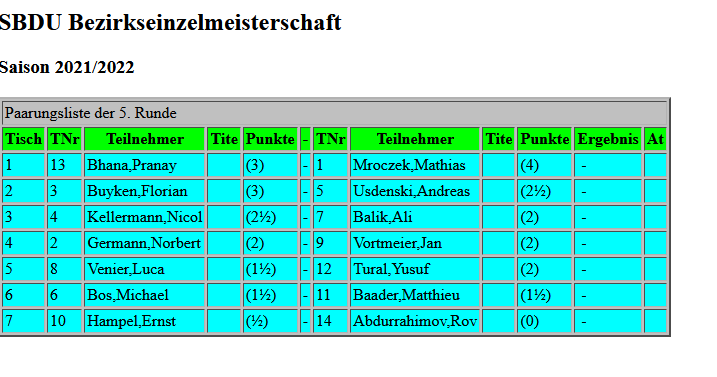 SBDU Bezirkseinzelmeisterschaft
Saison 2021/2022
Paarungsliste der 5. Runde
Tisch TNr Teilnehmer Tite Punkte - TNr Teilnehmer Tite Punkte Ergebnis At
1 13 Bhana,Pranay (3) - 1 Mroczek,Mathias (4) -
2 3 Buyken,Florian (3) - 5 Usdenski,Andreas (2½) -
3 4 Kellermann,Nicol (2½) - 7 Balik,Ali (2) -
4 2 Germann,Norbert (2) - 9 Vortmeier,Jan (2) -
5 8 Venier,Luca (1½) - 12 Tural,Yusuf (2) -
6 6 Bos,Michael (1½) - 11 Baader,Matthieu (1½) -
7 10 Hampel,Ernst (½) - 14 Abdurrahimov,Rov (0) -